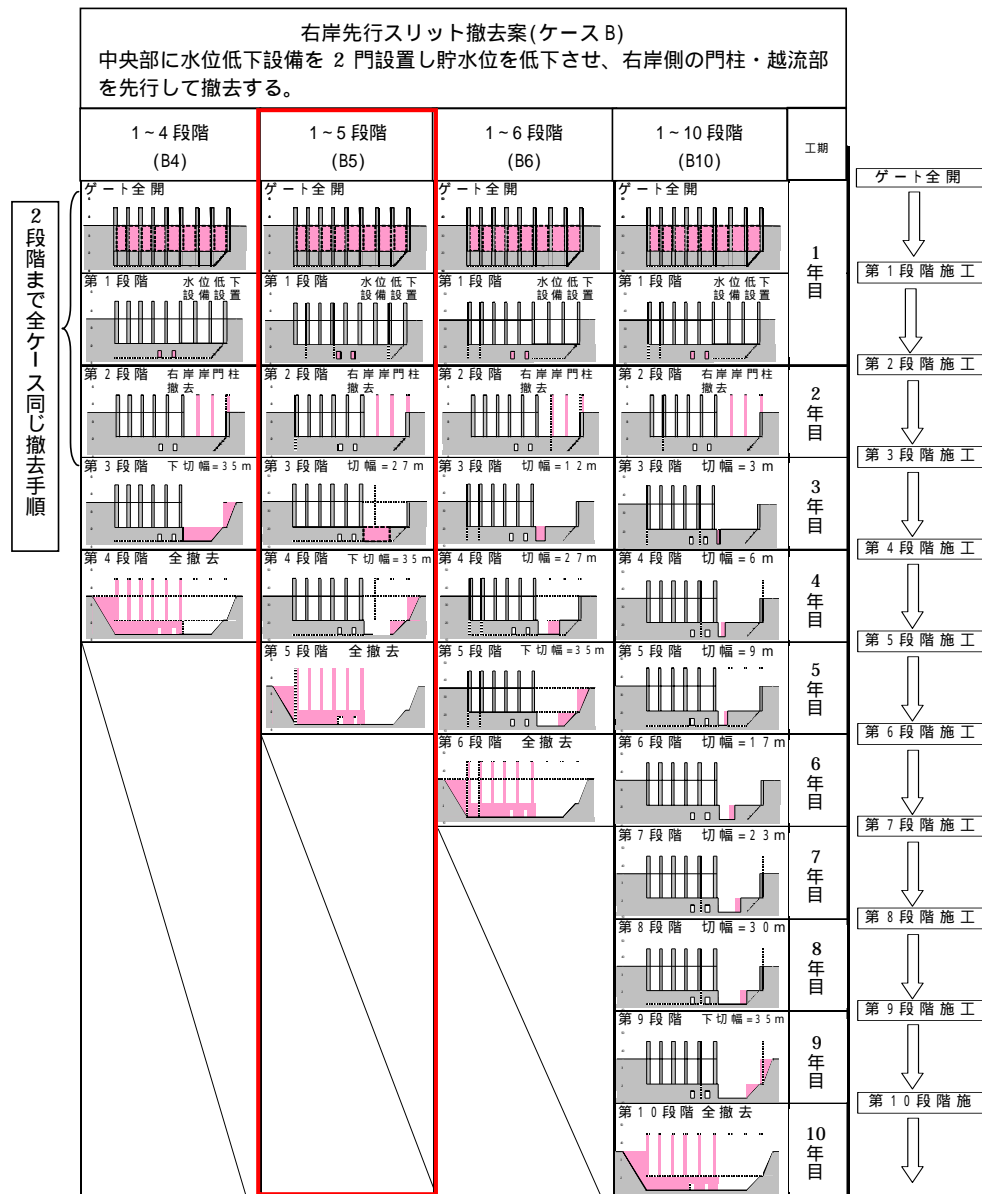 右岸先行スリット撤去案(ケースB)
中央部に水位低下設備を 2 門設置し貯水位を低下させ、右岸側の門柱・越流部
を先行して撤去する。
1~4 段階
(B4)
1~5 段階
(B5)
1~6 段階
(B6)
1~10 段階
(B10)
工期
2段階まで全ケース同じ撤去手順
ゲート全開
ゲート全開
ゲート全開
ゲート全開
1年目
第1段階 水位低下設備設置
第1段階 水位低下設備設置
第1段階 水位低下設備設置
第1段階 水位低下設備設置
第2段階 右岸岸門柱撤去
第2段階 右岸岸門柱撤去
第2段階 右岸岸門柱撤去
第2段階 右岸岸門柱撤去
2年目
第3段階 下切幅=35m
第3段階 切幅=27m
第3段階 切幅=12m
第3段階 切幅=3m
3年目
第4段階 全撤去
第4段階 下切幅=35m
第4段階 切幅=27m
第4段階 切幅=6m
4年目
第5段階 全撤去
第5段階 下切幅=35m
第5段階 切幅=9m
5年目
第6段階 全撤去
第6段階 切幅=17m
6年目
第7段階 切幅=23m
7年目
第8段階 切幅=30m
8年目
第9段階 下切幅=35m
9年目
第10段階 全撤去
10年目
ゲート全開
第1段階施工
第2段階施工
第3段階施工
第4段階施工
第5段階施工
第6段階施工
第7段階施工
第8段階施工
第9段階施工
第10段階施